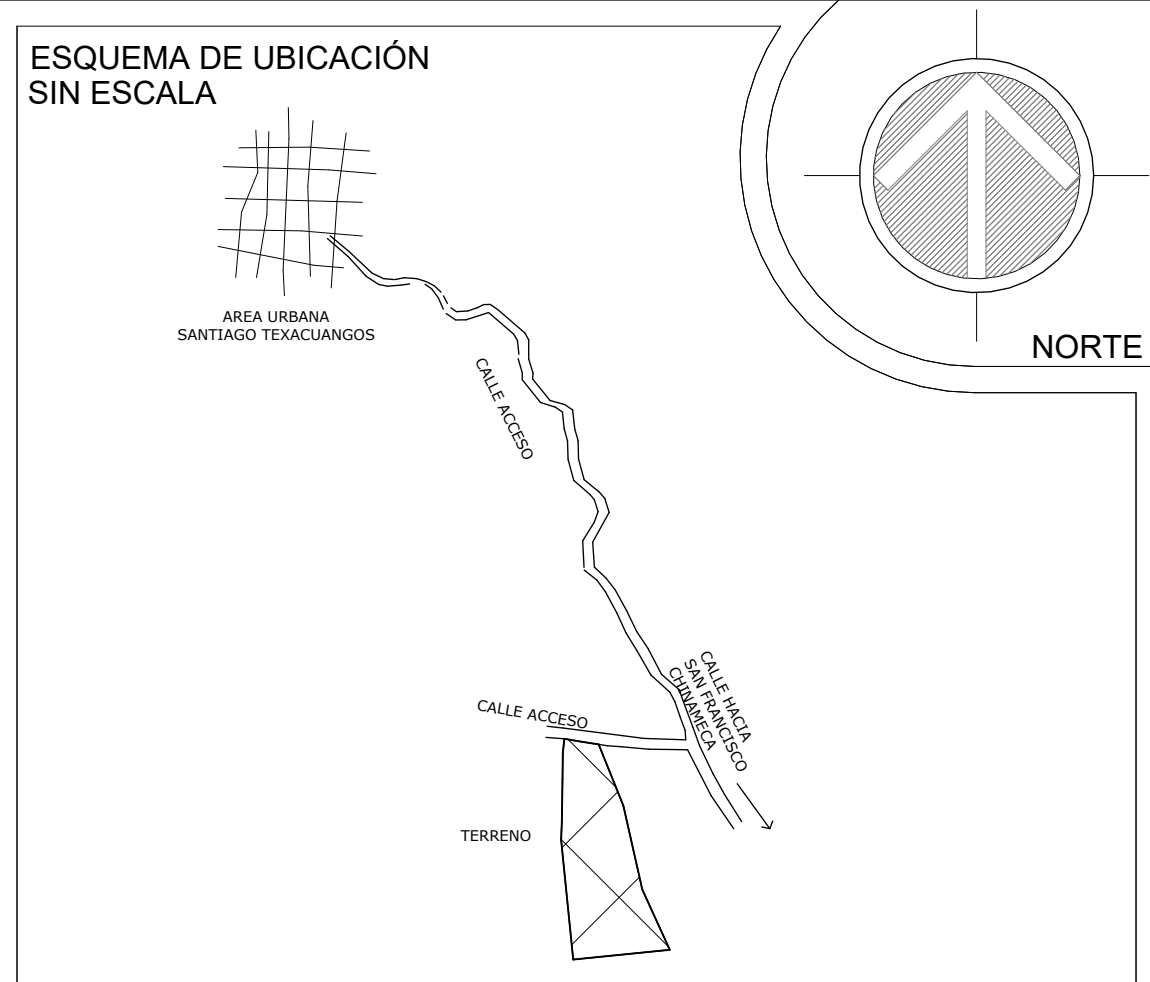 ESQUEMA DE UBICACIÓN
SIN ESCALA
NORTE
AREA URBANA
SANTIAGO TEXACUANGOS
CALLE ACCESO
CALLE HACIA
SAN FRANCISCO
CHINAMECA
CALLE ACCESO
TERRENO